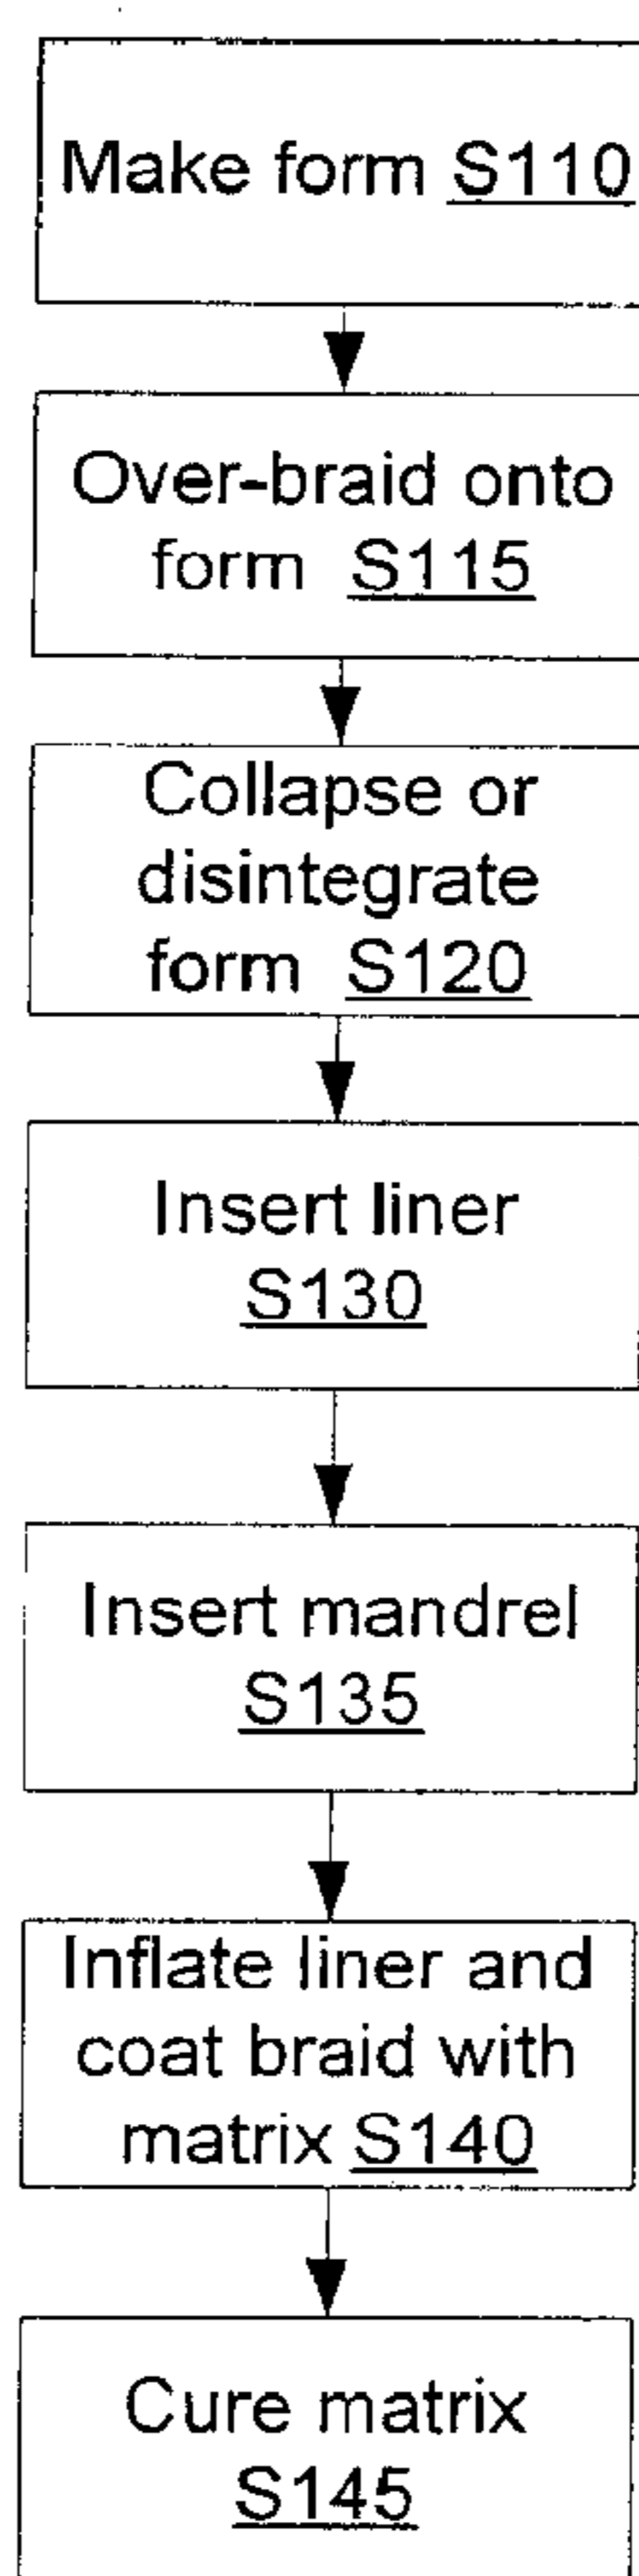 Make form S110
Over-braid onto
form S115
Collapse or
disintegrate
form S120
Insert liner
S130
Insert mandrel
S135
Inflate liner and
coat braid with
matrix S140
Cure matrix
S145